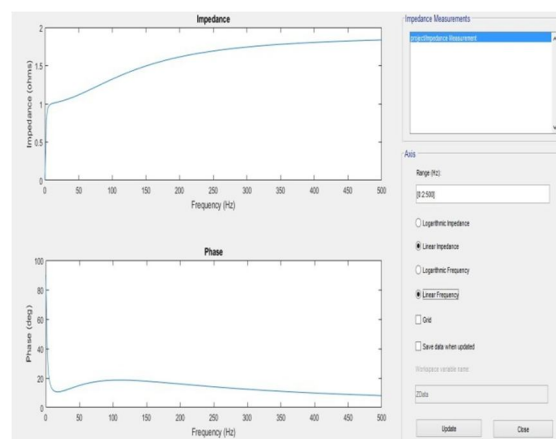 Impedance
Impedance (ohms)
2
1.5
1
0.5
0
0 50 100 150 200 250 300 350 400 450 500
Frequency (Hz)
Phase
Phase (deg)
100
80
60
40
20
0
0 50 100 150 200 250 300 350 400 450 500
Frequency (Hz)
Impedance Measurements
project/Impedance Measurement
Axis
Range (Hz):
[0:2:500]
Logarithmic Impedance
Linear Impedance
Logarithmic Frequency
Linear Frequency
Grid
Save data when updated
Workspace variable name:
ZData
Update Close